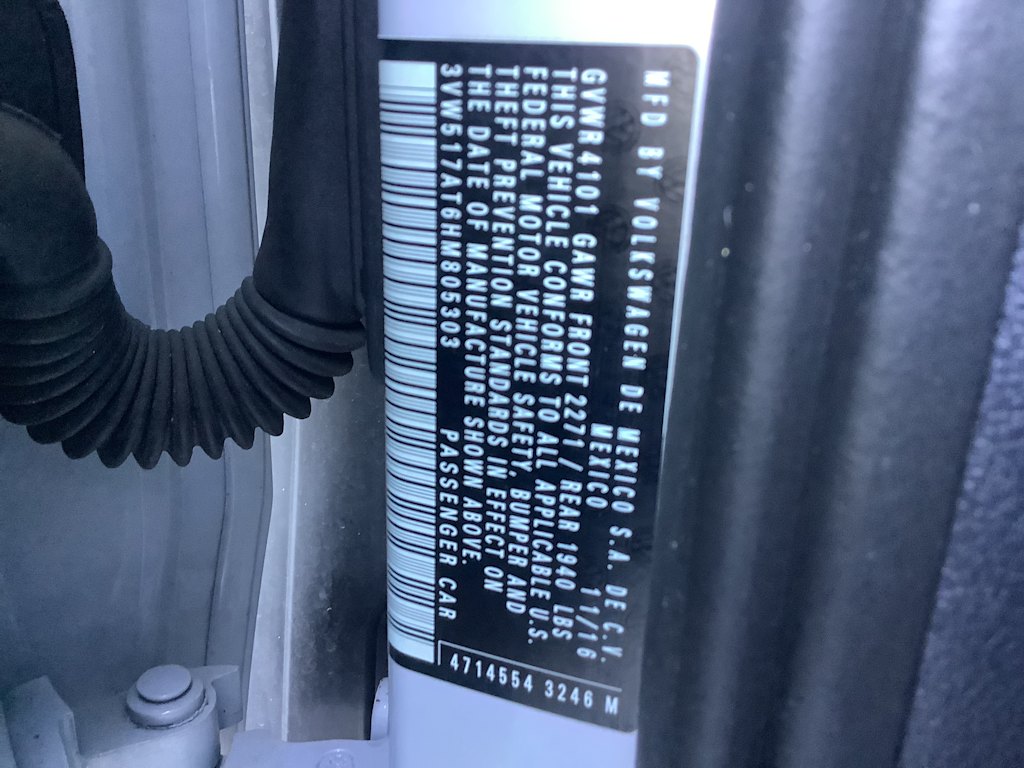 MFD BY VOLKSWAGEN DE MEXICO S.A. DE C.V.
MEXICO 11/16
GVWR4101 GAWR FRONT 2271 / REAR 1940 LBS
THIS VEHICLE CONFORMS TO ALL APPLICABLE U.S.
FEDERAL MOTOR VEHICLE SAFETY, BUMPER AND
THEFT PREVENTION STANDARDS IN EFFECT ON
THE DATE OF MANUFACTURE SHOWN ABOVE.
3VW517AT6HM805303 PASSENGER CAR
4714554 3246 M